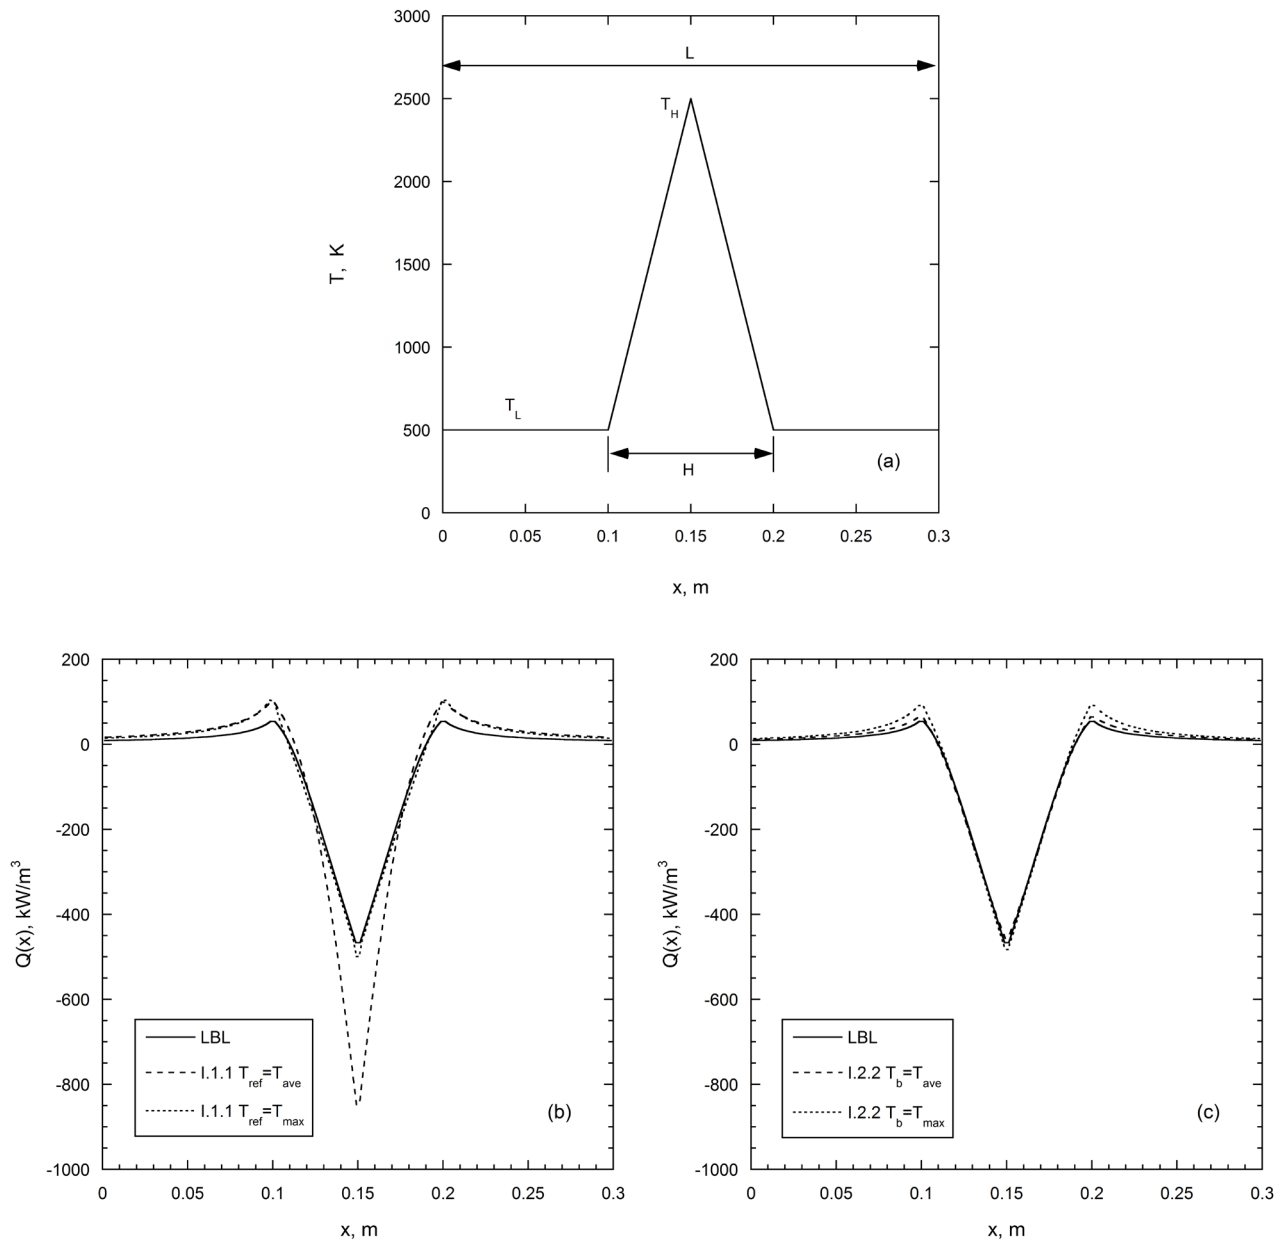 3000
L
2500
T_H
2000
T, K
1500
1000
T_L
500
(a)
H
0
0 0.05 0.1 0.15 0.2 0.25 0.3
x, m
200
0
-200
-400
Q(x), kW/m³
-600
LBL
I.1.1 T_ref=T_ave
-800
I.1.1 T_ref=T_max
(b)
-1000
0 0.05 0.1 0.15 0.2 0.25 0.3
x, m
200
0
-200
-400
Q(x), kW/m³
-600
LBL
I.2.2 T_b=T_ave
-800
I.2.2 T_b=T_max
(c)
-1000
0 0.05 0.1 0.15 0.2 0.25 0.3
x, m